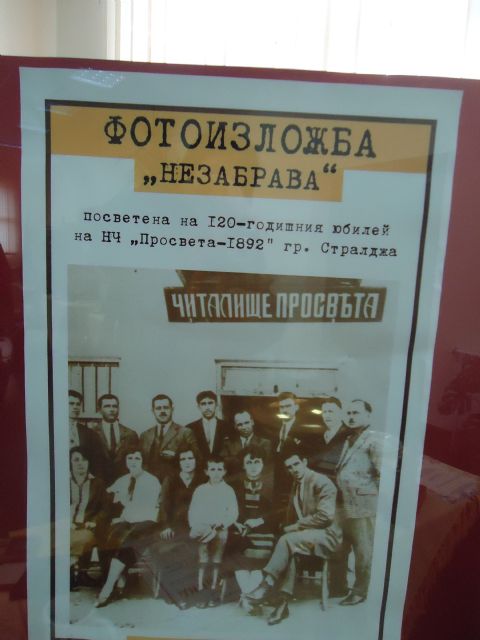 ФОТОИЗЛОЖБА
„НЕЗАБРАВА“
посветена на 120-годишния юбилей
на НЧ „Просвета-1892" гр. Стралджа
ЧИТАЛИЩЕ ПРОСВѢТА